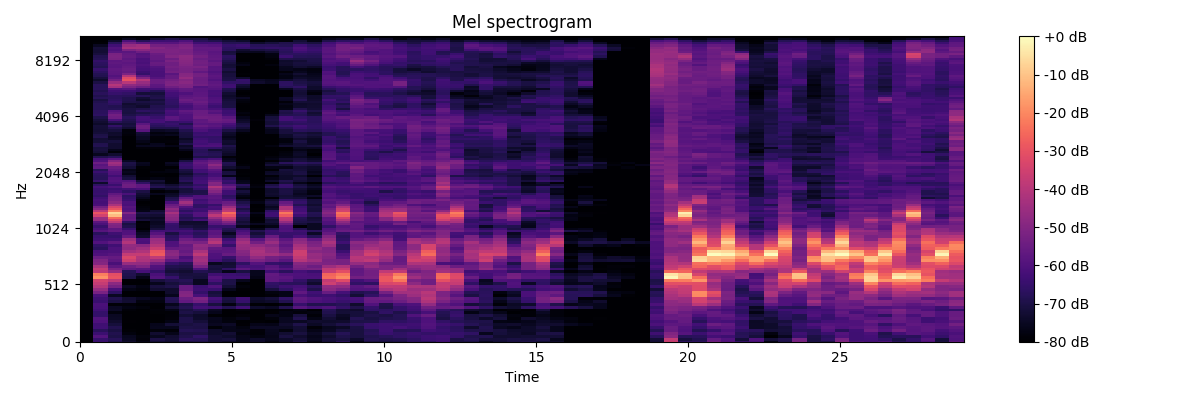 Mel spectrogram
8192
4096
2048
1024
512
0
Hz
0 5 10 15 20 25
Time
+0 dB
-10 dB
-20 dB
-30 dB
-40 dB
-50 dB
-60 dB
-70 dB
-80 dB